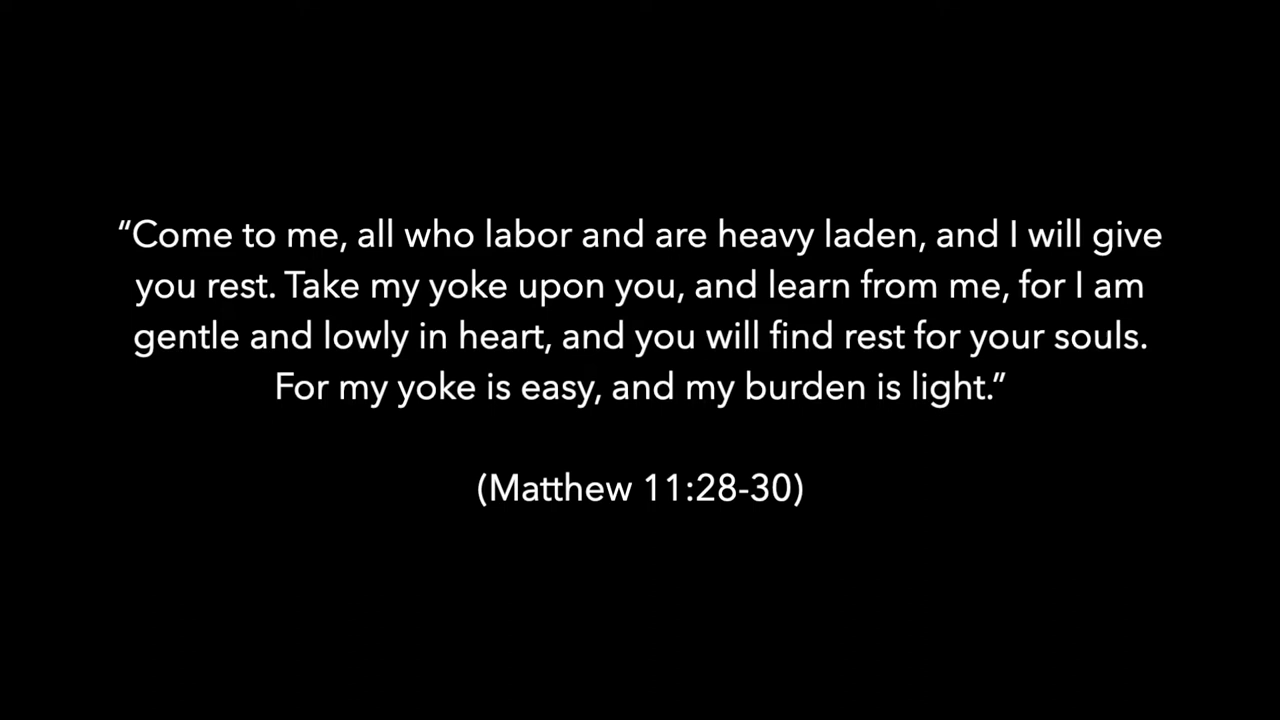 “Come to me, all who labor and are heavy laden, and I will give
you rest. Take my yoke upon you, and learn from me, for I am
gentle and lowly in heart, and you will find rest for your souls.
For my yoke is easy, and my burden is light.”
(Matthew 11:28-30)